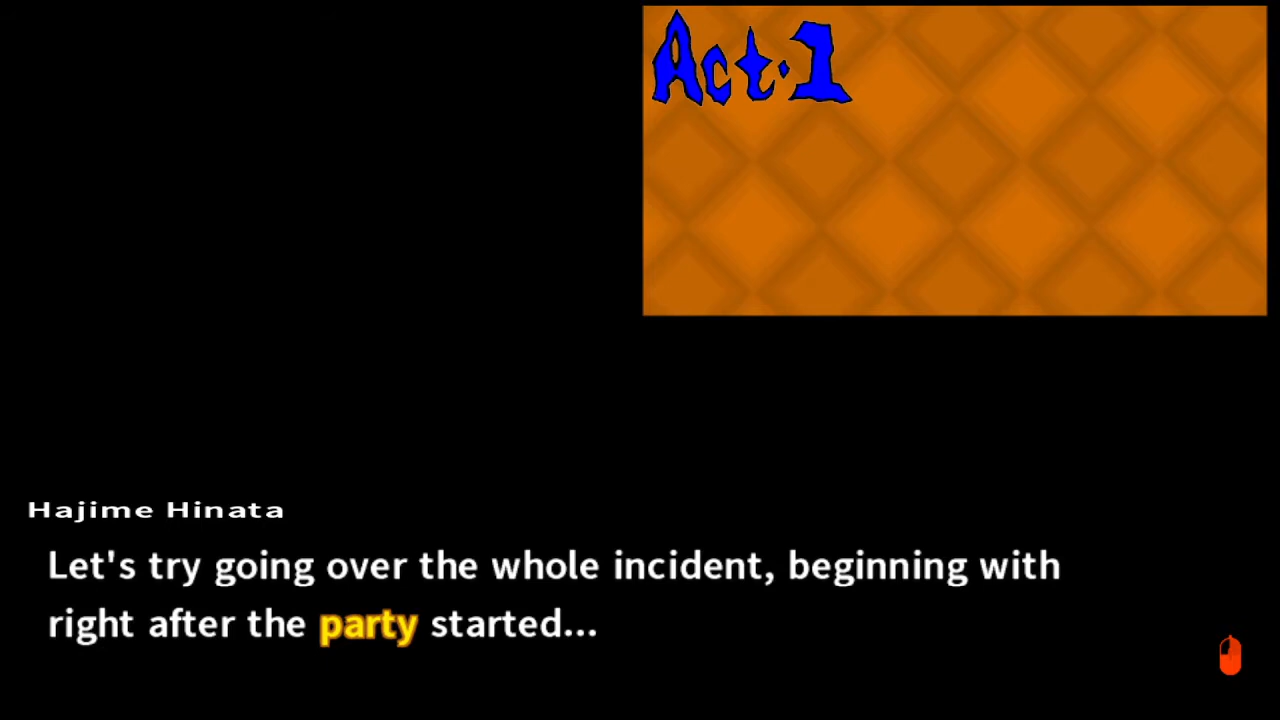 Act.1
Hajime Hinata
Let's try going over the whole incident, beginning with
right after the party started...